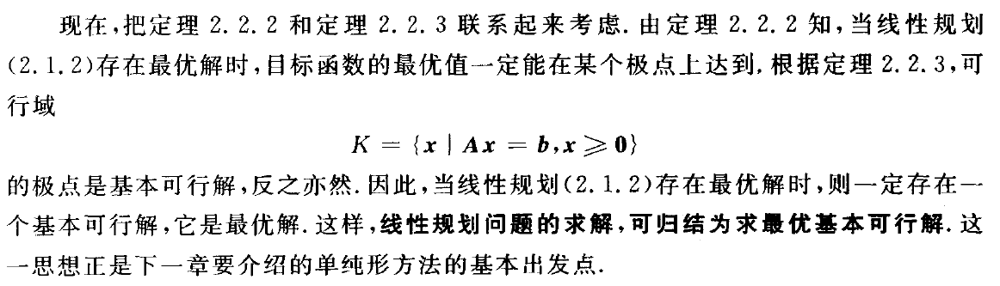 现在,把定理 2.2.2 和定理 2.2.3 联系起来考虑.由定理 2.2.2 知,当线性规划
(2.1.2)存在最优解时,目标函数的最优值一定能在某个极点上达到.根据定理 2.2.3,可
行域
K = {x | Ax = b,x ⩾ 0}
的极点是基本可行解,反之亦然.因此,当线性规划(2.1.2)存在最优解时,则一定存在一
个基本可行解,它是最优解.这样,线性规划问题的求解,可归结为求最优基本可行解.这
一思想正是下一章要介绍的单纯形方法的基本出发点.